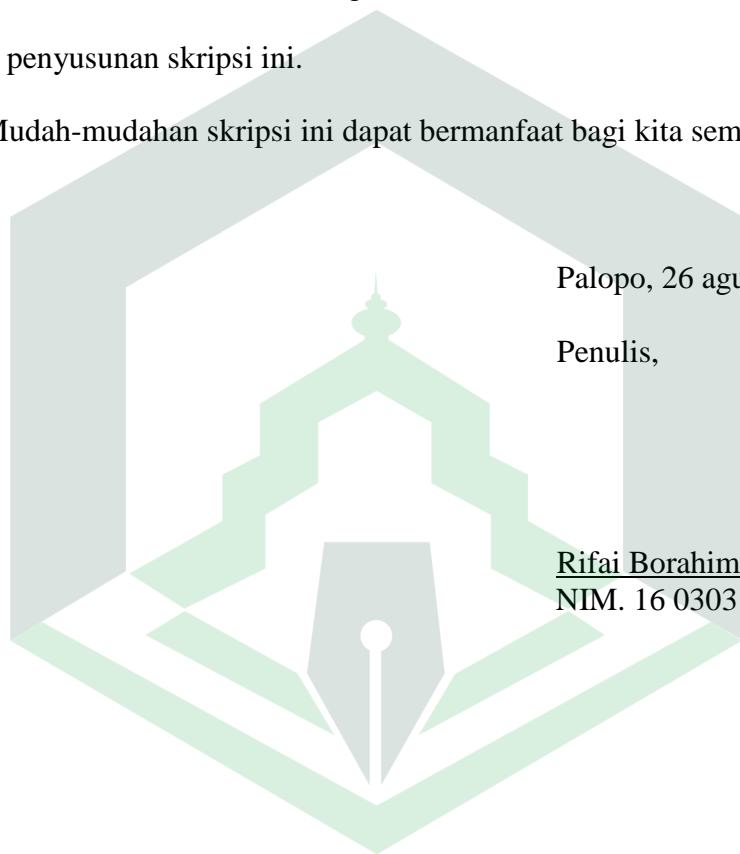 penyusunan skripsi ini.
Mudah-mudahan skripsi ini dapat bermanfaat bagi kita sem
Palopo, 26 agu
Penulis,
Rifai Borahim
NIM. 16 0303